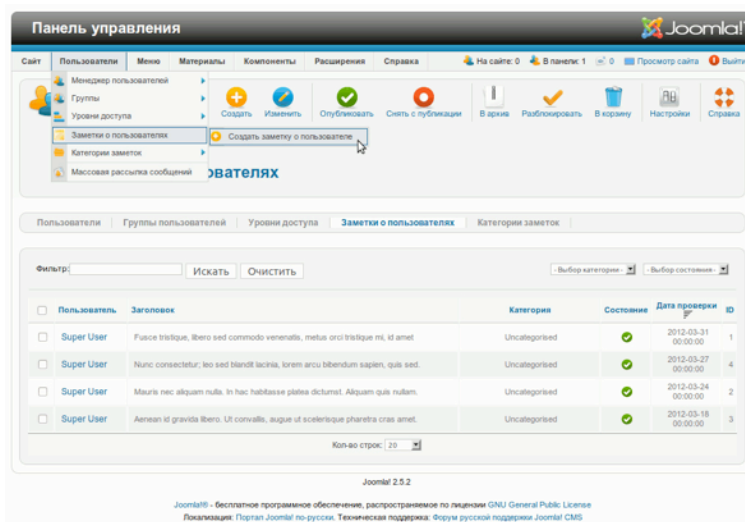 Панель управления
Joomla!
Сайт Пользователи Меню Материалы Компоненты Расширения Справка На сайте: 0 В панели: 1 0 Просмотр сайта Выйти
Менеджер пользователей
Группы
Уровни доступа
Заметки о пользователях
Создать заметку о пользователе
Категории заметок
Массовая рассылка сообщений
Создать Изменить Опубликовать Снять с публикации В архив Разблокировать В корзину Настройки Справка
ователях
Пользователи Группы пользователей Уровни доступа Заметки о пользователях Категории заметок
Фильтр: Искать Очистить - Выбор категории - - Выбор состояния -
Пользователь Заголовок Категория Состояние Дата проверки ID
Super User Fusce tristique, libero sed commodo venenatis, metus orci tristique mi, id amet Uncategorised 2012-03-31 00:00:00 1
Super User Nunc consectetur; leo sed blandit lacinia, lorem arcu bibendum sapien, quis sed. Uncategorised 2012-03-27 00:00:00 4
Super User Mauris nec aliquam nulla. In hac habitasse platea dictumst. Aliquam quis nullam. Uncategorised 2012-03-24 00:00:00 2
Super User Aenean id gravida libero. Ut convallis, augue ut scelerisque pharetra cras amet. Uncategorised 2012-03-18 00:00:00 3
Кол-во строк: 20
Joomla! 2.5.2
Joomla!® - бесплатное программное обеспечение, распространяемое по лицензии GNU General Public License
Локализация: Портал Joomla! по-русски. Техническая поддержка: Форум русской поддержки Joomla! CMS